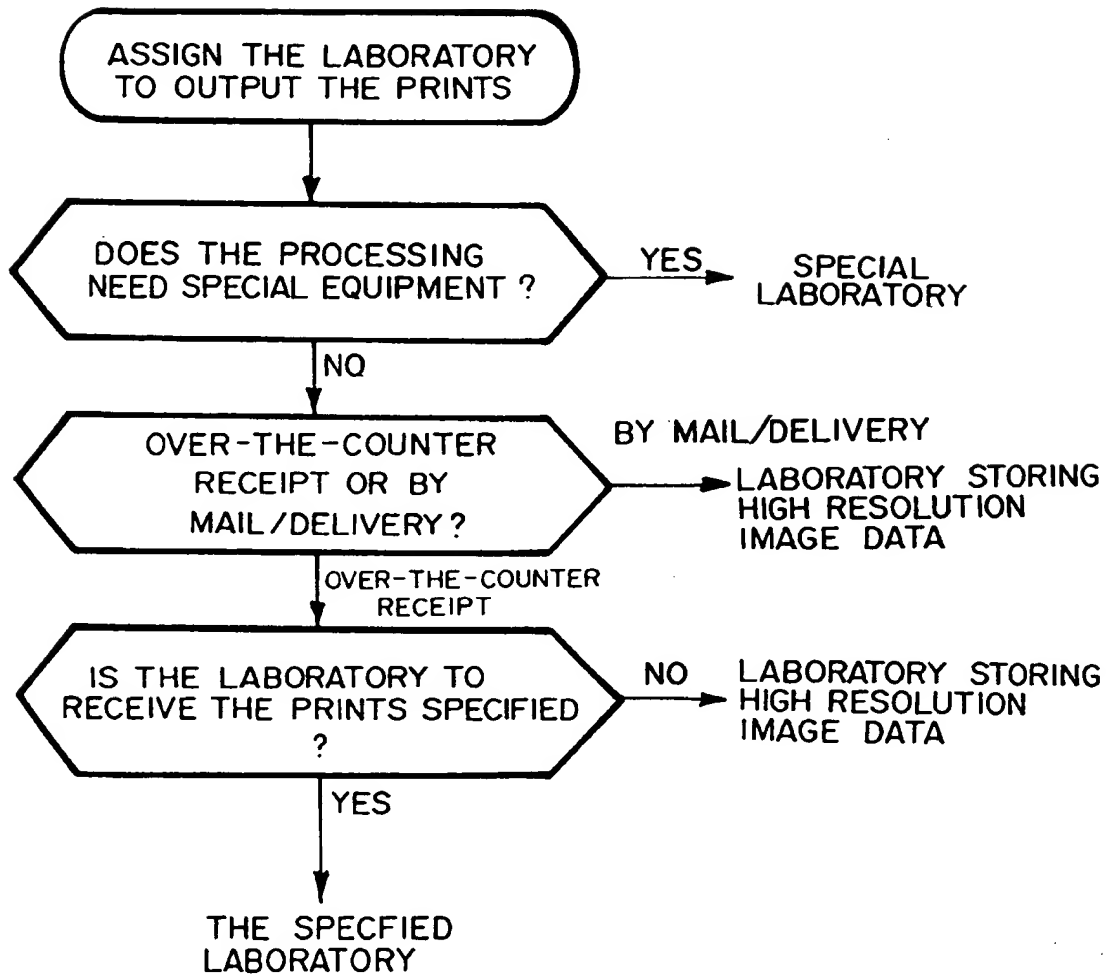 ASSIGN THE LABORATORY
TO OUTPUT THE PRINTS
DOES THE PROCESSING
NEED SPECIAL EQUIPMENT ?
YES
SPECIAL
LABORATORY
NO
OVER-THE-COUNTER
RECEIPT OR BY
MAIL/DELIVERY ?
BY MAIL/DELIVERY
LABORATORY STORING
HIGH RESOLUTION
IMAGE DATA
OVER-THE-COUNTER
RECEIPT
IS THE LABORATORY TO
RECEIVE THE PRINTS SPECIFIED
?
NO
LABORATORY STORING
HIGH RESOLUTION
IMAGE DATA
YES
THE SPECFIED
LABORATORY